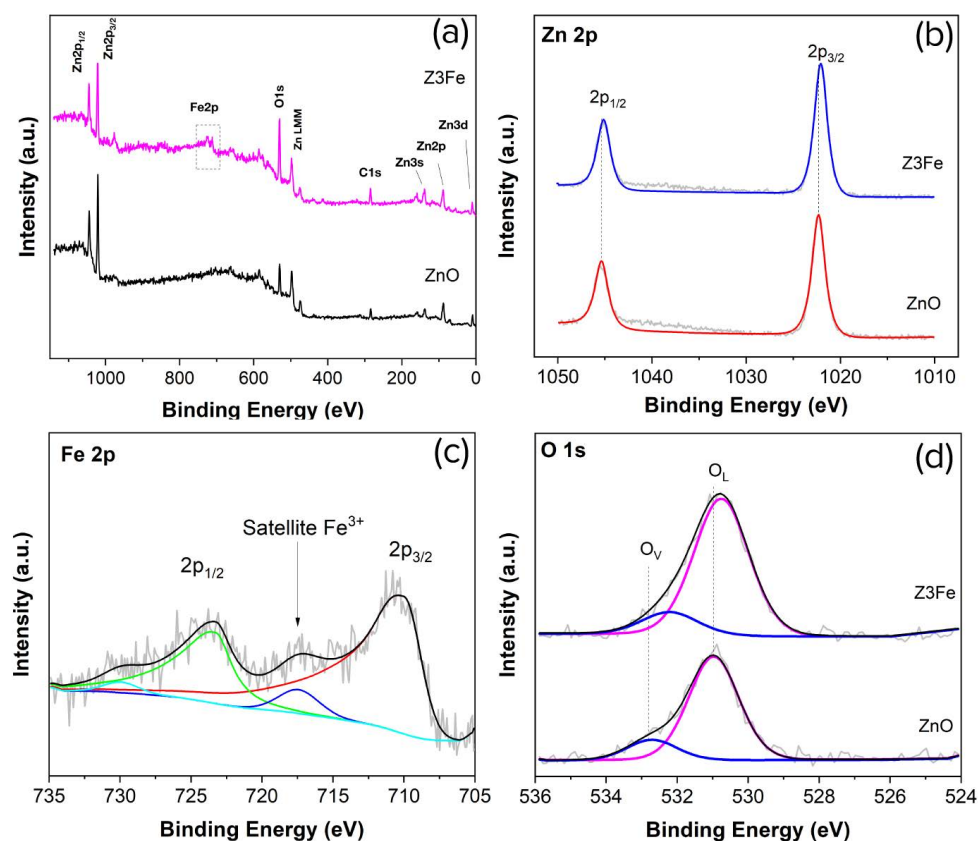 (a)
Zn2p1/2
Zn2p3/2
Z3Fe
Fe2p
O1s
Zn LMM
C1s
Zn3s
Zn2p
Zn3d
ZnO
Intensity (a.u.)
1000 800 600 400 200 0
Binding Energy (eV)
Zn 2p
(b)
2p3/2
2p1/2
Z3Fe
ZnO
Intensity (a.u.)
1050 1040 1030 1020 1010
Binding Energy (eV)
Fe 2p
(c)
Satellite Fe3+
2p1/2
2p3/2
Intensity (a.u.)
735 730 725 720 715 710 705
Binding Energy (eV)
O 1s
(d)
OL
OV
Z3Fe
ZnO
Intensity (a.u.)
536 534 532 530 528 526 524
Binding Energy (eV)